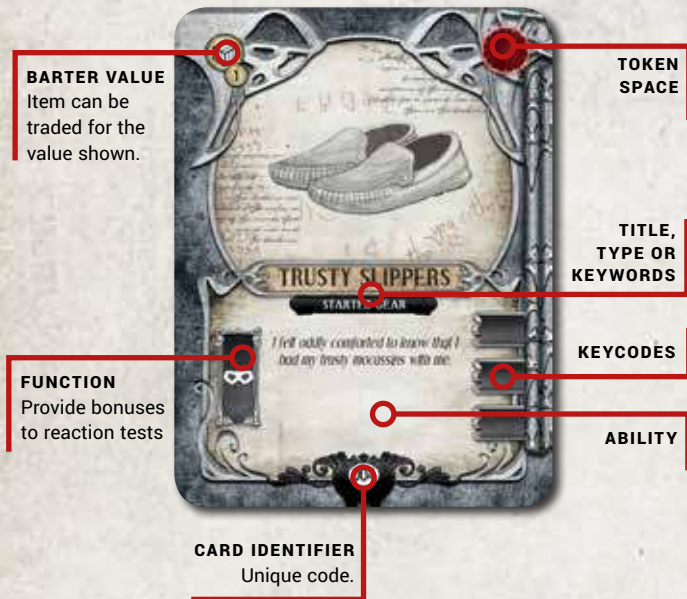 BARTER VALUE
Item can be
traded for the
value shown.
1
TOKEN
SPACE
TITLE,
TYPE OR
KEYWORDS
TRUSTY SLIPPERS
STARTER GEAR
I felt oddly comforted to know that I
had my trusty mocassins with me.
KEYCODES
FUNCTION
Provide bonuses
to reaction tests
ABILITY
CARD IDENTIFIER
Unique code.